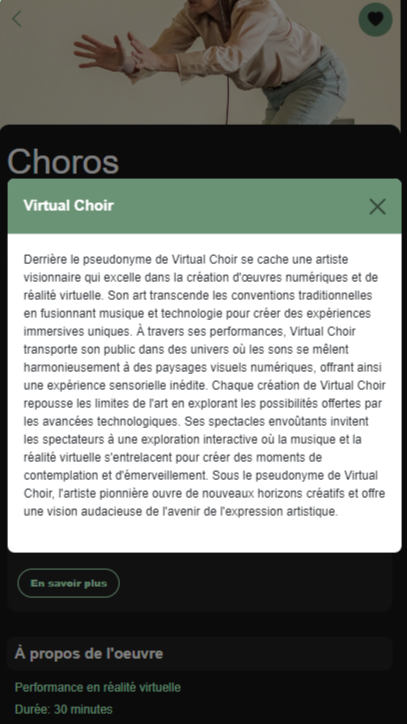 Choros
Virtual Choir
Derrière le pseudonyme de Virtual Choir se cache une artiste
visionnaire qui excelle dans la création d'œuvres numériques et de
réalité virtuelle. Son art transcende les conventions traditionnelles
en fusionnant musique et technologie pour créer des expériences
immersives uniques. À travers ses performances, Virtual Choir
transporte son public dans des univers où les sons se mêlent
harmonieusement à des paysages visuels numériques, offrant ainsi
une expérience sensorielle inédite. Chaque création de Virtual Choir
repousse les limites de l'art en explorant les possibilités offertes par
les avancées technologiques. Ses spectacles envoûtants invitent
les spectateurs à une exploration interactive où la musique et la
réalité virtuelle s'entrelacent pour créer des moments de
contemplation et d'émerveillement. Sous le pseudonyme de Virtual
Choir, l'artiste pionnière ouvre de nouveaux horizons créatifs et offre
une vision audacieuse de l'avenir de l'expression artistique.
En savoir plus
À propos de l'oeuvre
Performance en réalité virtuelle
Durée: 30 minutes